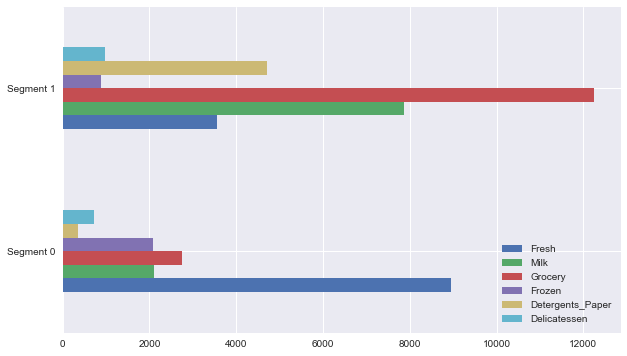 Segment 1
Segment 0
Fresh
Milk
Grocery
Frozen
Detergents_Paper
Delicatessen
0 2000 4000 6000 8000 10000 12000